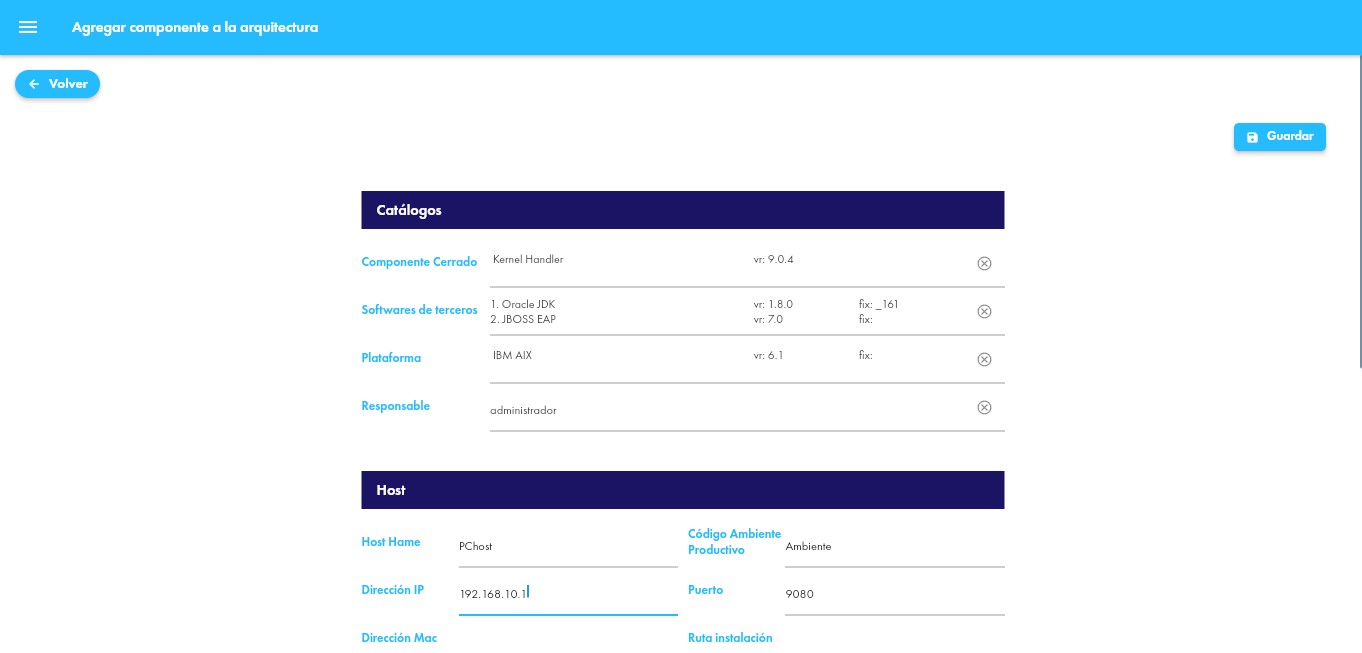 Agregar componente a la arquitectura
Volver
Guardar
Catálogos
Componente Cerrado Kernel Handler vr: 9.0.4
Softwares de terceros 1. Oracle JDK vr: 1.8.0 fix: _161
2. JBOSS EAP vr: 7.0 fix:
Plataforma IBM AIX vr: 6.1 fix:
Responsable administrador
Host
Host Hame PChost Código Ambiente Productivo Ambiente
Dirección IP 192.168.10.1 Puerto 9080
Dirección Mac Ruta instalación